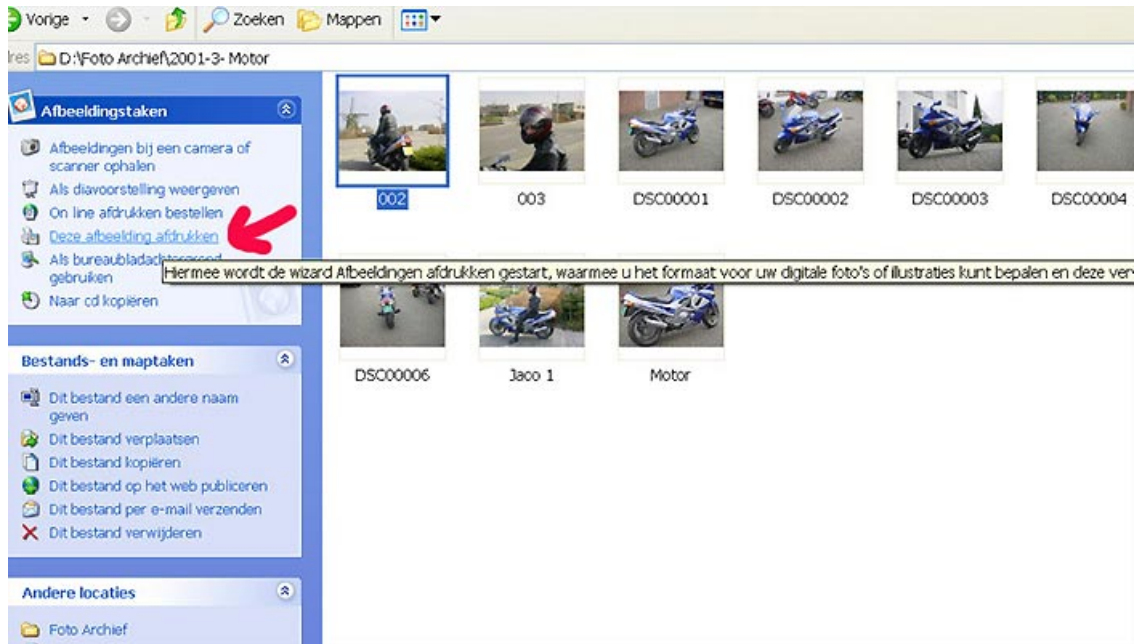 Vorige
Zoeken
Mappen
D:\Foto Archief\2001-3- Motor
Afbeeldingstaken
Afbeeldingen bij een camera of
scanner ophalen
Als diavoorstelling weergeven
On line afdrukken bestellen
Deze afbeelding afdrukken
Als
gebruiken
Naar cd kopiëren
Hiermee wordt de wizard Afbeeldingen afdrukken gestart, waarmee u het formaat voor uw digitale foto's of illustraties kunt bepalen en deze
Bestands- en maptaken
Dit bestand een andere naam
geven
Dit bestand verplaatsen
Dit bestand kopiëren
Dit bestand op het web publiceren
Dit bestand per e-mail verzenden
Dit bestand verwijderen
Andere locaties
Foto Archief
002
003
DSC00001
DSC00002
DSC00003
DSC00004
DSC00006
Jaco 1
Motor